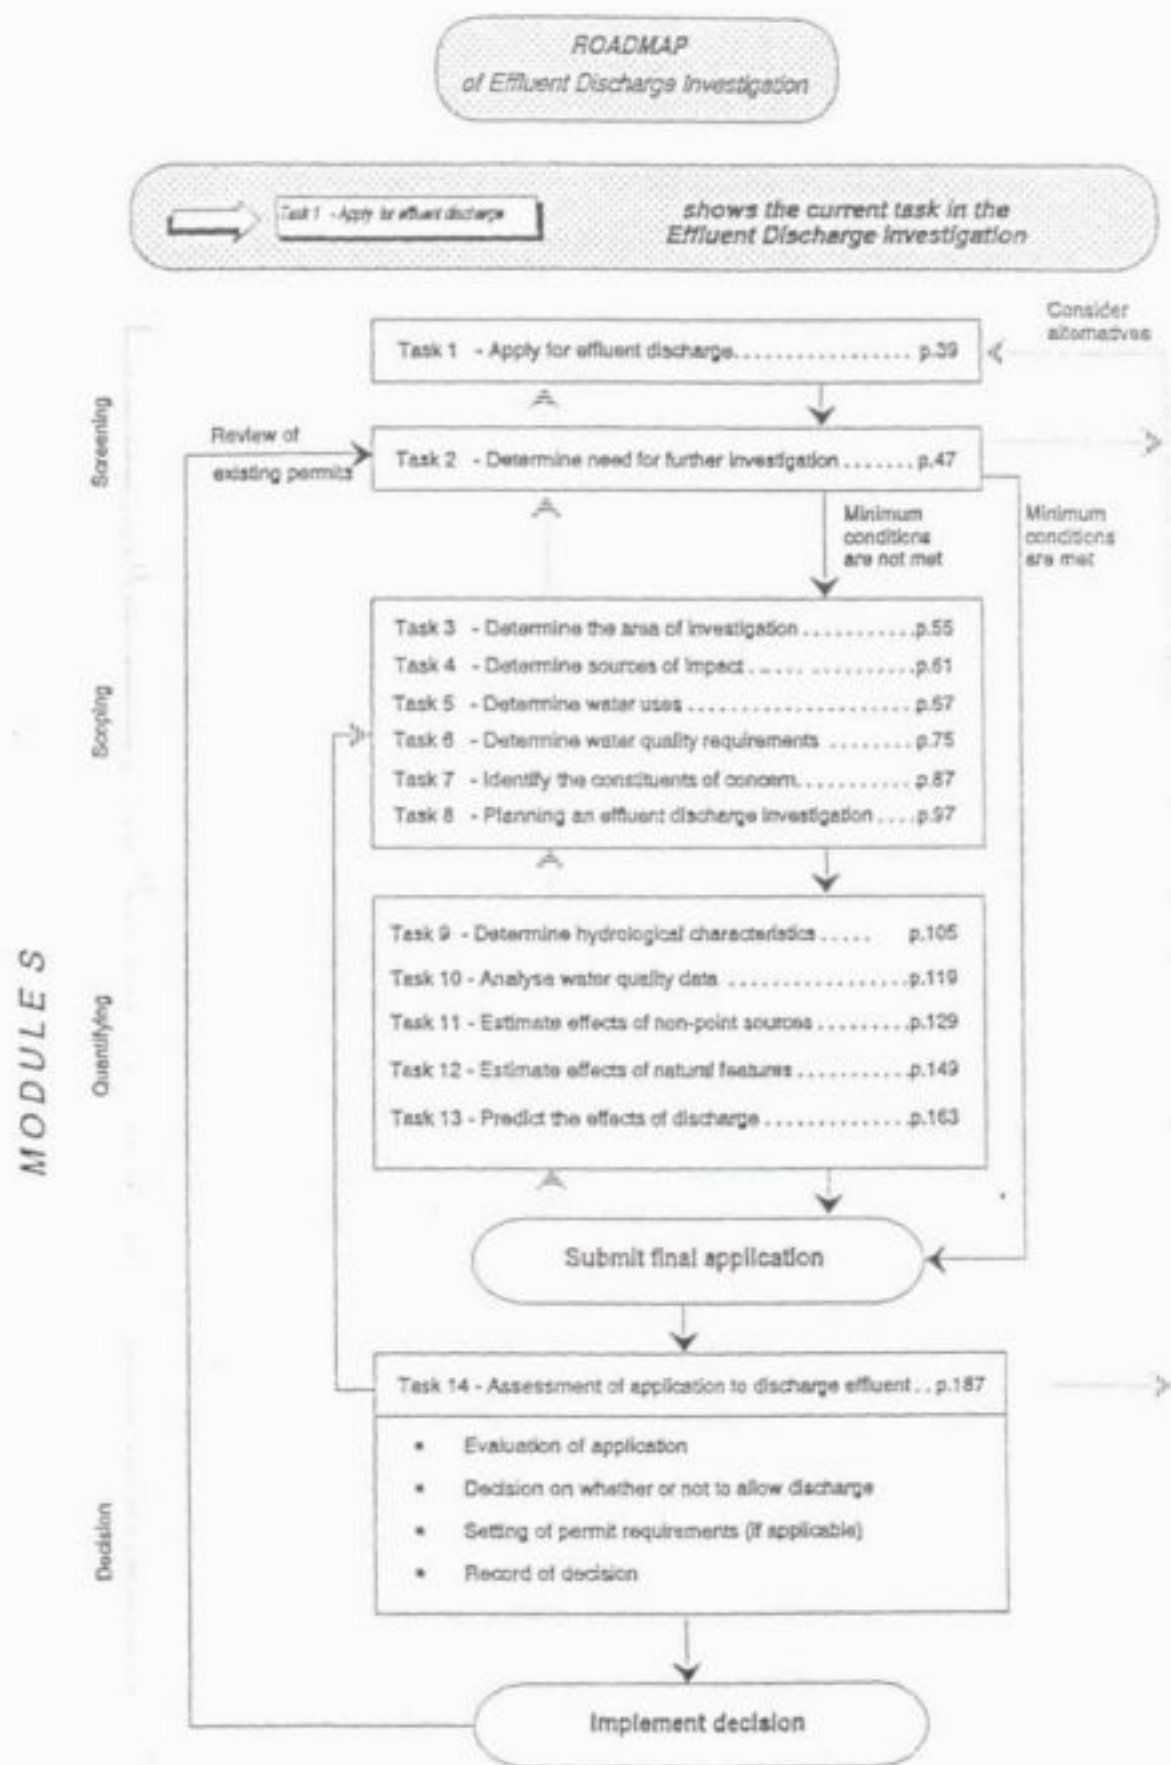 ROADMAP
of Effluent Discharge Investigation
Task 1 - Apply for effluent discharge
shows the current task in the
Effluent Discharge Investigation
Consider
alternatives
Task 1 - Apply for effluent discharge................. p.39
Screening
Review of
existing permits
Task 2 - Determine need for further investigation ....... p.47
Minimum
conditions
are not met
Minimum
conditions
are met
Scoping
Task 3 - Determine the area of investigation ...........p.55
Task 4 - Determine sources of impact .... ..........p.61
Task 5 - Determine water uses .....................p.67
Task 6 - Determine water quality requirements ........p.75
Task 7 - Identify the constituents of concern...........p.87
Task 8 - Planning an effluent discharge investigation ....p.97
MODULES
Quantifying
Task 9 - Determine hydrological characteristics ..... p.105
Task 10 - Analyse water quality data ................p.119
Task 11 - Estimate effects of non-point sources .........p.129
Task 12 - Estimate effects of natural features ..........p.149
Task 13 - Predict the effects of discharge .............p.163
Submit final application
Decision
Task 14 - Assessment of application to discharge effluent .. p.187
• Evaluation of application
• Decision on whether or not to allow discharge
• Setting of permit requirements (if applicable)
• Record of decision
Implement decision